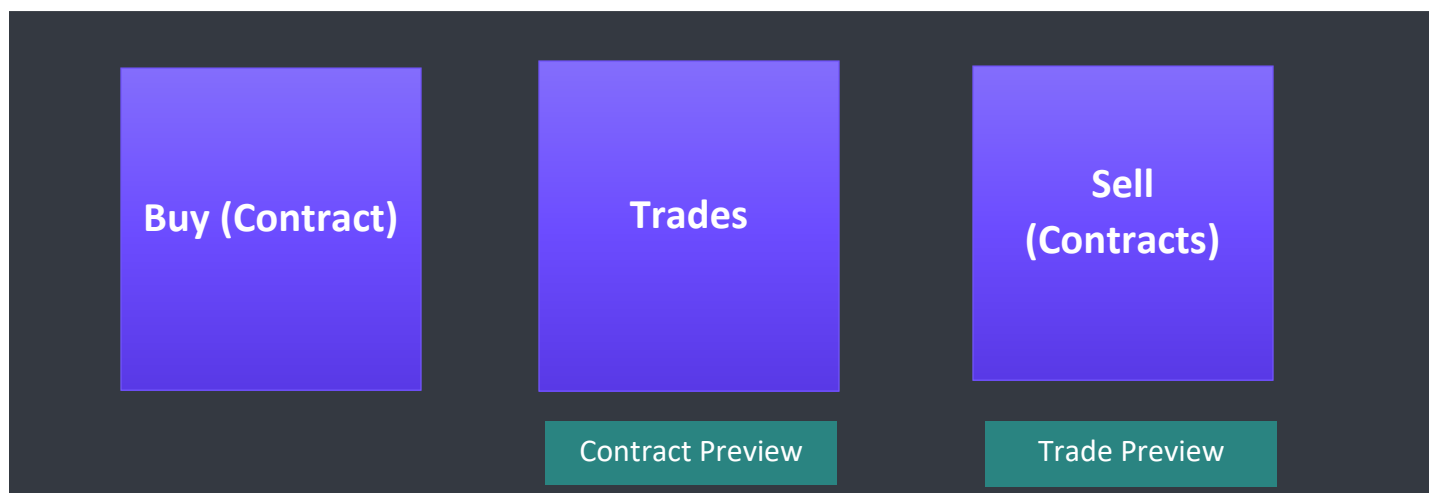 Buy (Contract)
Trades
Sell
(Contracts)
Contract Preview
Trade Preview